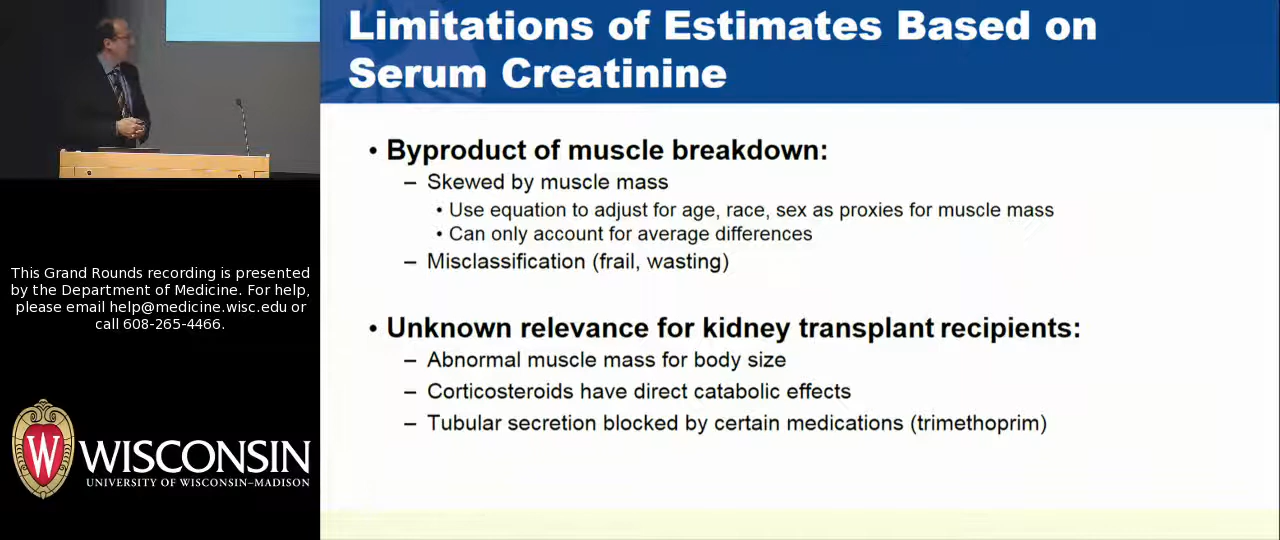 Limitations of Estimates Based on
Serum Creatinine
• Byproduct of muscle breakdown:
– Skewed by muscle mass
• Use equation to adjust for age, race, sex as proxies for muscle mass
• Can only account for average differences
– Misclassification (frail, wasting)
• Unknown relevance for kidney transplant recipients:
– Abnormal muscle mass for body size
– Corticosteroids have direct catabolic effects
– Tubular secretion blocked by certain medications (trimethoprim)
This Grand Rounds recording is presented
by the Department of Medicine. For help,
please email help@medicine.wisc.edu or
call 608-265-4466.
W
WISCONSIN
UNIVERSITY OF WISCONSIN–MADISON